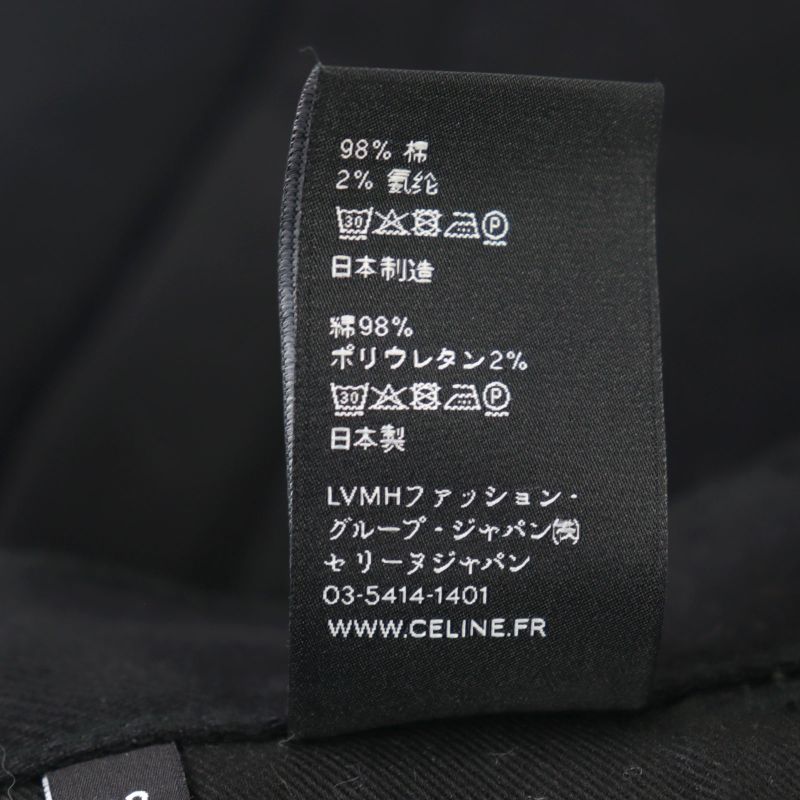 98% 棉
2% 氨纶
30 P
日本制造
綿98%
ポリウレタン2%
30 P
日本製
LVMHファッション・
グループ・ジャパン㈱
セリーヌジャパン
03-5414-1401
WWW.CELINE.FR